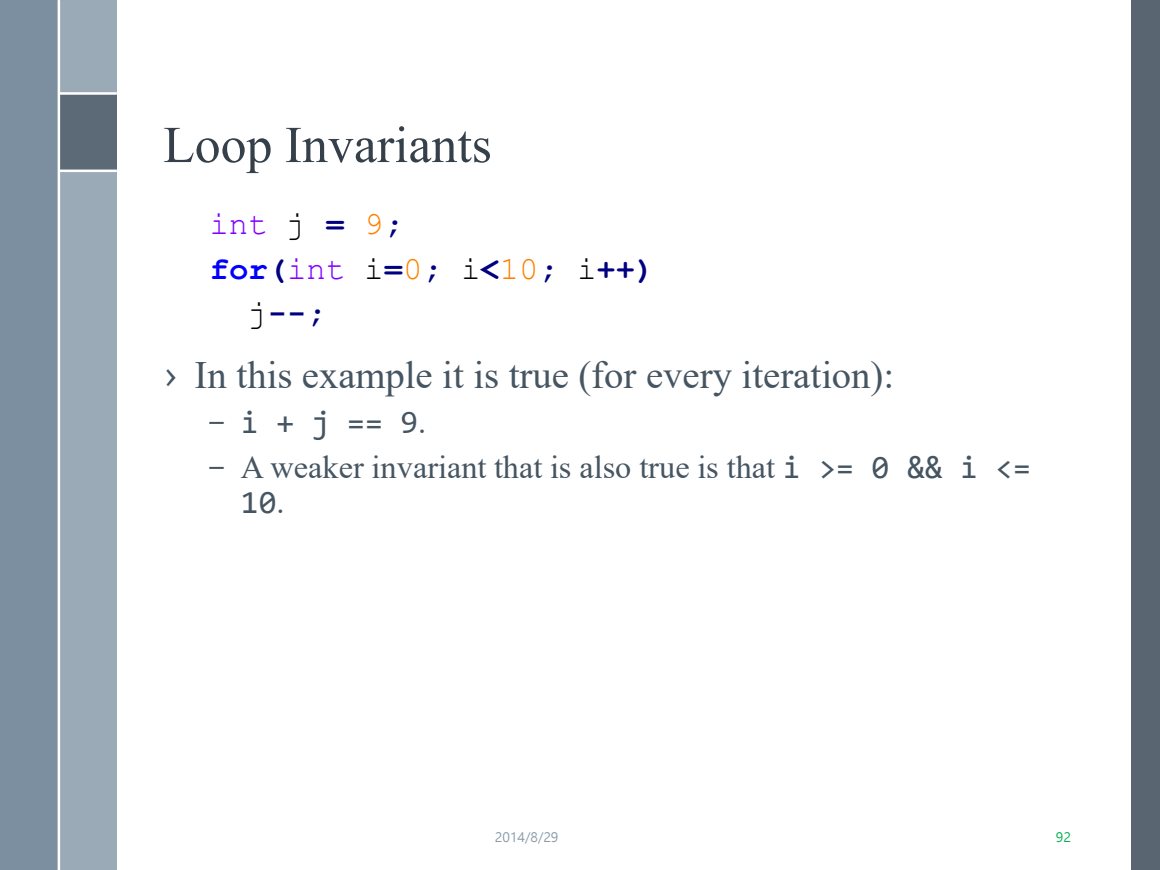 Loop Invariants
int j = 9;
for(int i=0; i<10; i++)
j--;
› In this example it is true (for every iteration):
– i + j == 9.
– A weaker invariant that is also true is that i >= 0 && i <=
10.
2014/8/29
92